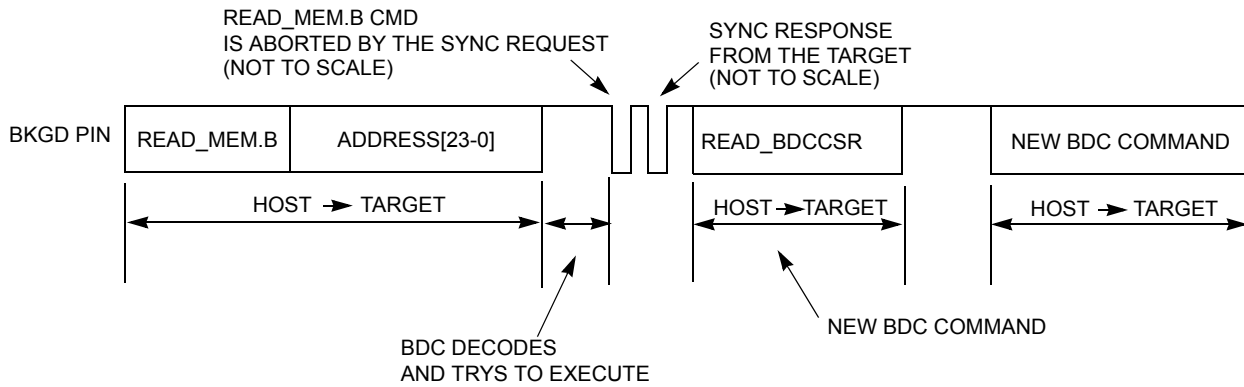 READ_MEM.B CMD
IS ABORTED BY THE SYNC REQUEST
(NOT TO SCALE)
SYNC RESPONSE
FROM THE TARGET
(NOT TO SCALE)
BKGD PIN
READ_MEM.B
ADDRESS[23-0]
READ_BDCCSR
NEW BDC COMMAND
HOST
TARGET
HOST
TARGET
HOST
TARGET
BDC DECODES
AND TRYS TO EXECUTE
NEW BDC COMMAND